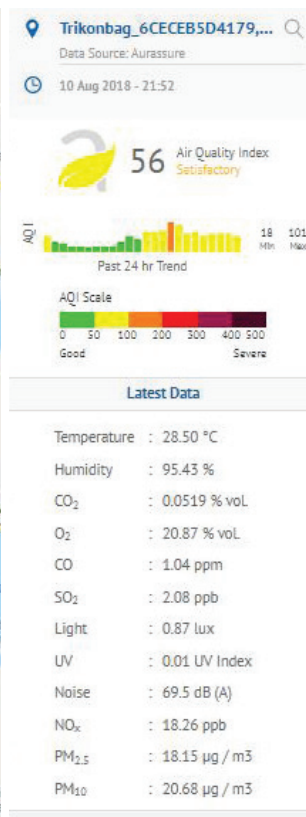 Trikonbag_6CECEB5D4179,...
Data Source: Aurassure
10 Aug 2018 - 21:52
56 Air Quality Index
Satisfactory
AQI
18 101
Min Max
Past 24 hr Trend
AQI Scale
0 50 100 200 300 400 500
Good Severe
Latest Data
Temperature : 28.50 °C
Humidity : 95.43 %
CO₂ : 0.0519 % vol.
O₂ : 20.87 % vol.
CO : 1.04 ppm
SO₂ : 2.08 ppb
Light : 0.87 lux
UV : 0.01 UV Index
Noise : 69.5 dB (A)
NOₓ : 18.26 ppb
PM₂.₅ : 18.15 µg / m3
PM₁₀ : 20.68 µg / m3